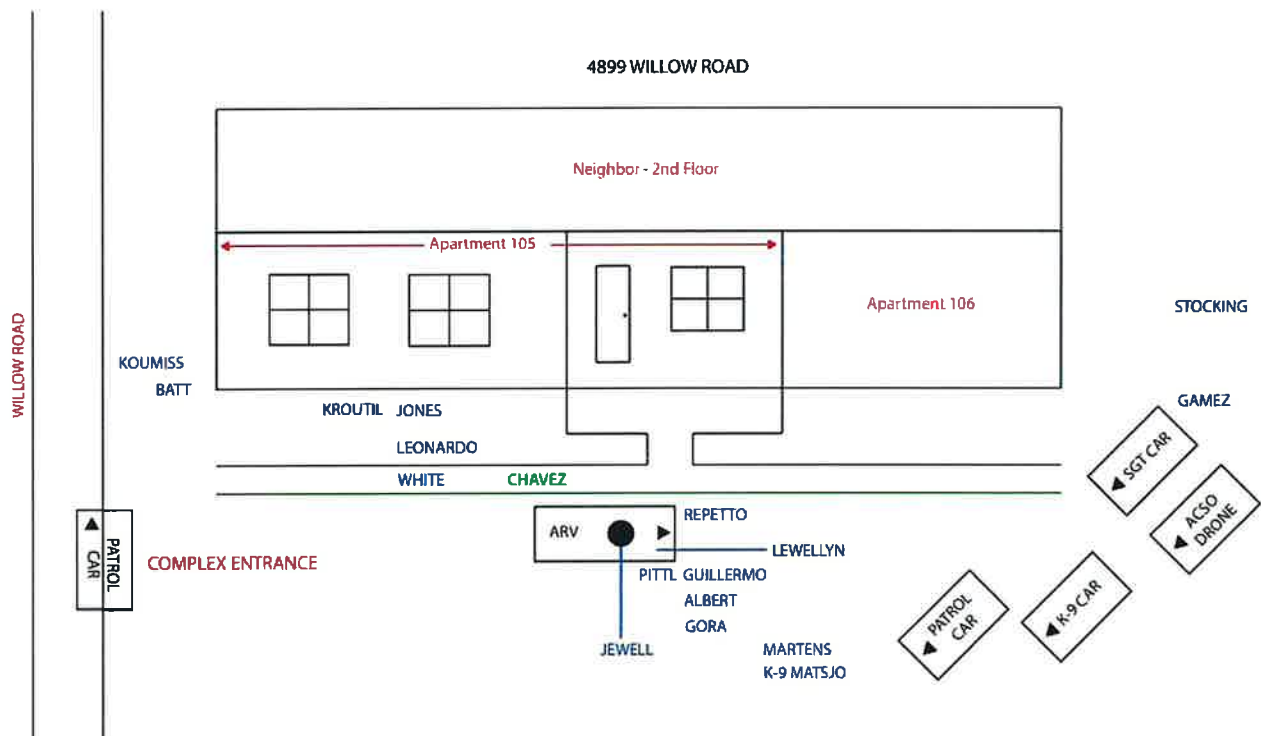 4899 WILLOW ROAD
Neighbor - 2nd Floor
Apartment 105
Apartment 106
STOCKING
WILLOW ROAD
KOUMISS
BATT
KROUTIL JONES
GAMEZ
LEONARDO
SGT CAR
WHITE CHAVEZ
ACSO
DRONE
PATROL
CAR
COMPLEX ENTRANCE
ARV
REPETTO
LEWELLYN
PITTL GUILLERMO
ALBERT
GORA
JEWELL
MARTENS
K-9 MATSJO
PATROL
CAR
K-9 CAR